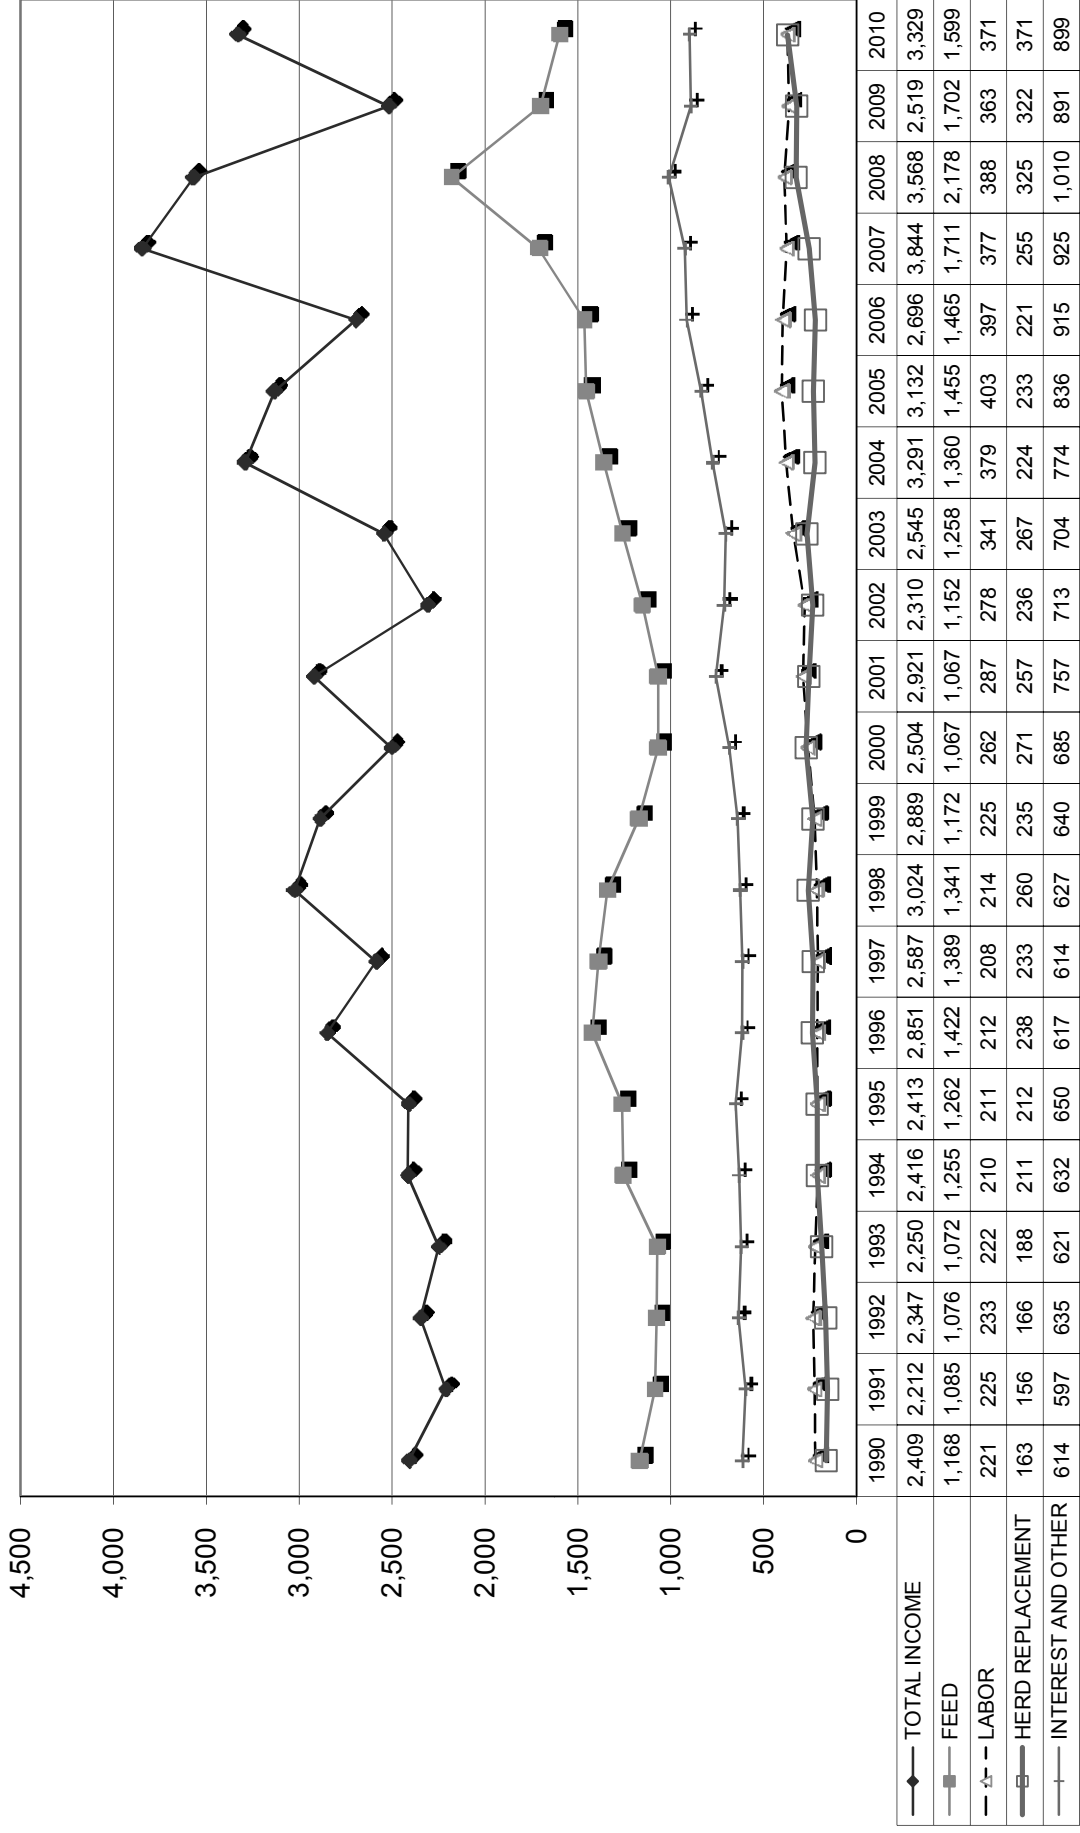 4,500
4,000
3,500
3,000
2,500
2,000
1,500
1,000
500
0
1990 1991 1992 1993 1994 1995 1996 1997 1998 1999 2000 2001 2002 2003 2004 2005 2006 2007 2008 2009 2010
TOTAL INCOME 2,409 2,212 2,347 2,250 2,416 2,413 2,851 2,587 3,024 2,889 2,504 2,921 2,310 2,545 3,291 3,132 2,696 3,844 3,568 2,519 3,329
FEED 1,168 1,085 1,076 1,072 1,255 1,262 1,422 1,389 1,341 1,172 1,067 1,067 1,152 1,258 1,360 1,455 1,465 1,711 2,178 1,702 1,599
LABOR 221 225 233 222 210 211 212 208 214 225 262 287 278 341 379 403 397 377 388 363 371
HERD REPLACEMENT 163 156 166 188 211 212 238 233 260 235 271 257 236 267 224 233 221 255 325 322 371
INTEREST AND OTHER 614 597 635 621 632 650 617 614 627 640 685 757 713 704 774 836 915 925 1,010 891 899